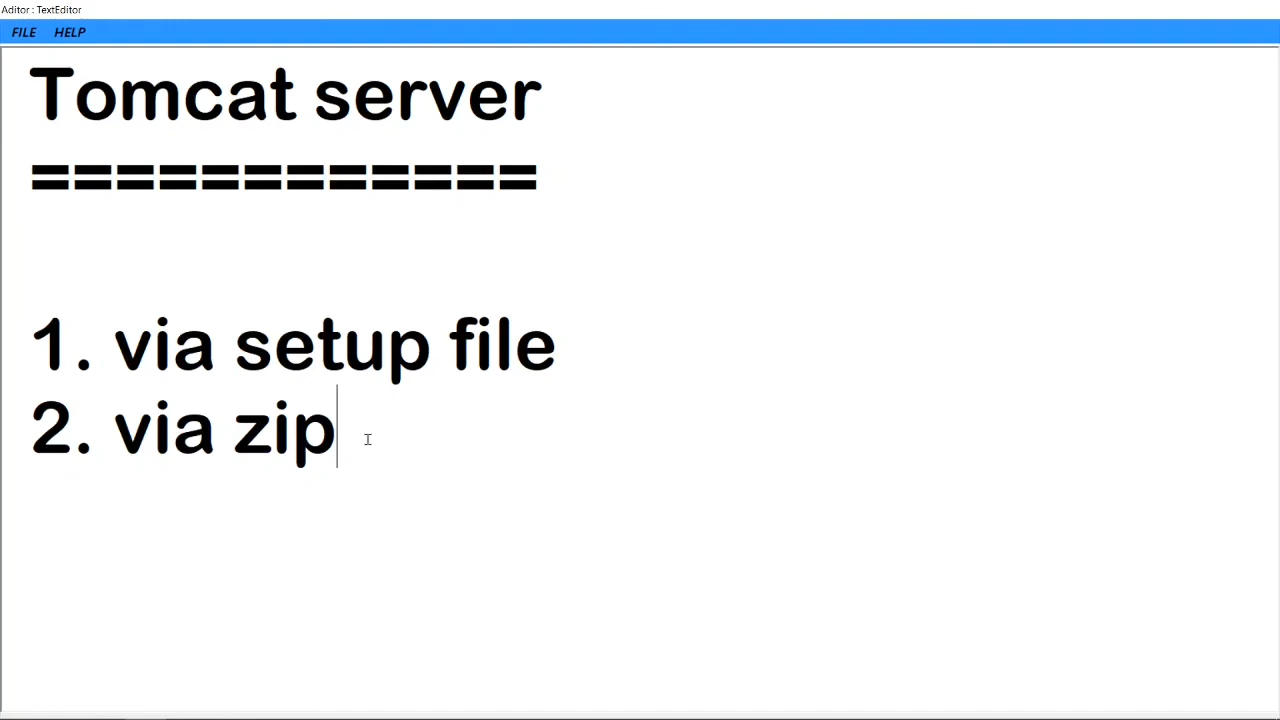 Aditor : TextEditor
FILE HELP
Tomcat server
============
1. via setup file
2. via zip